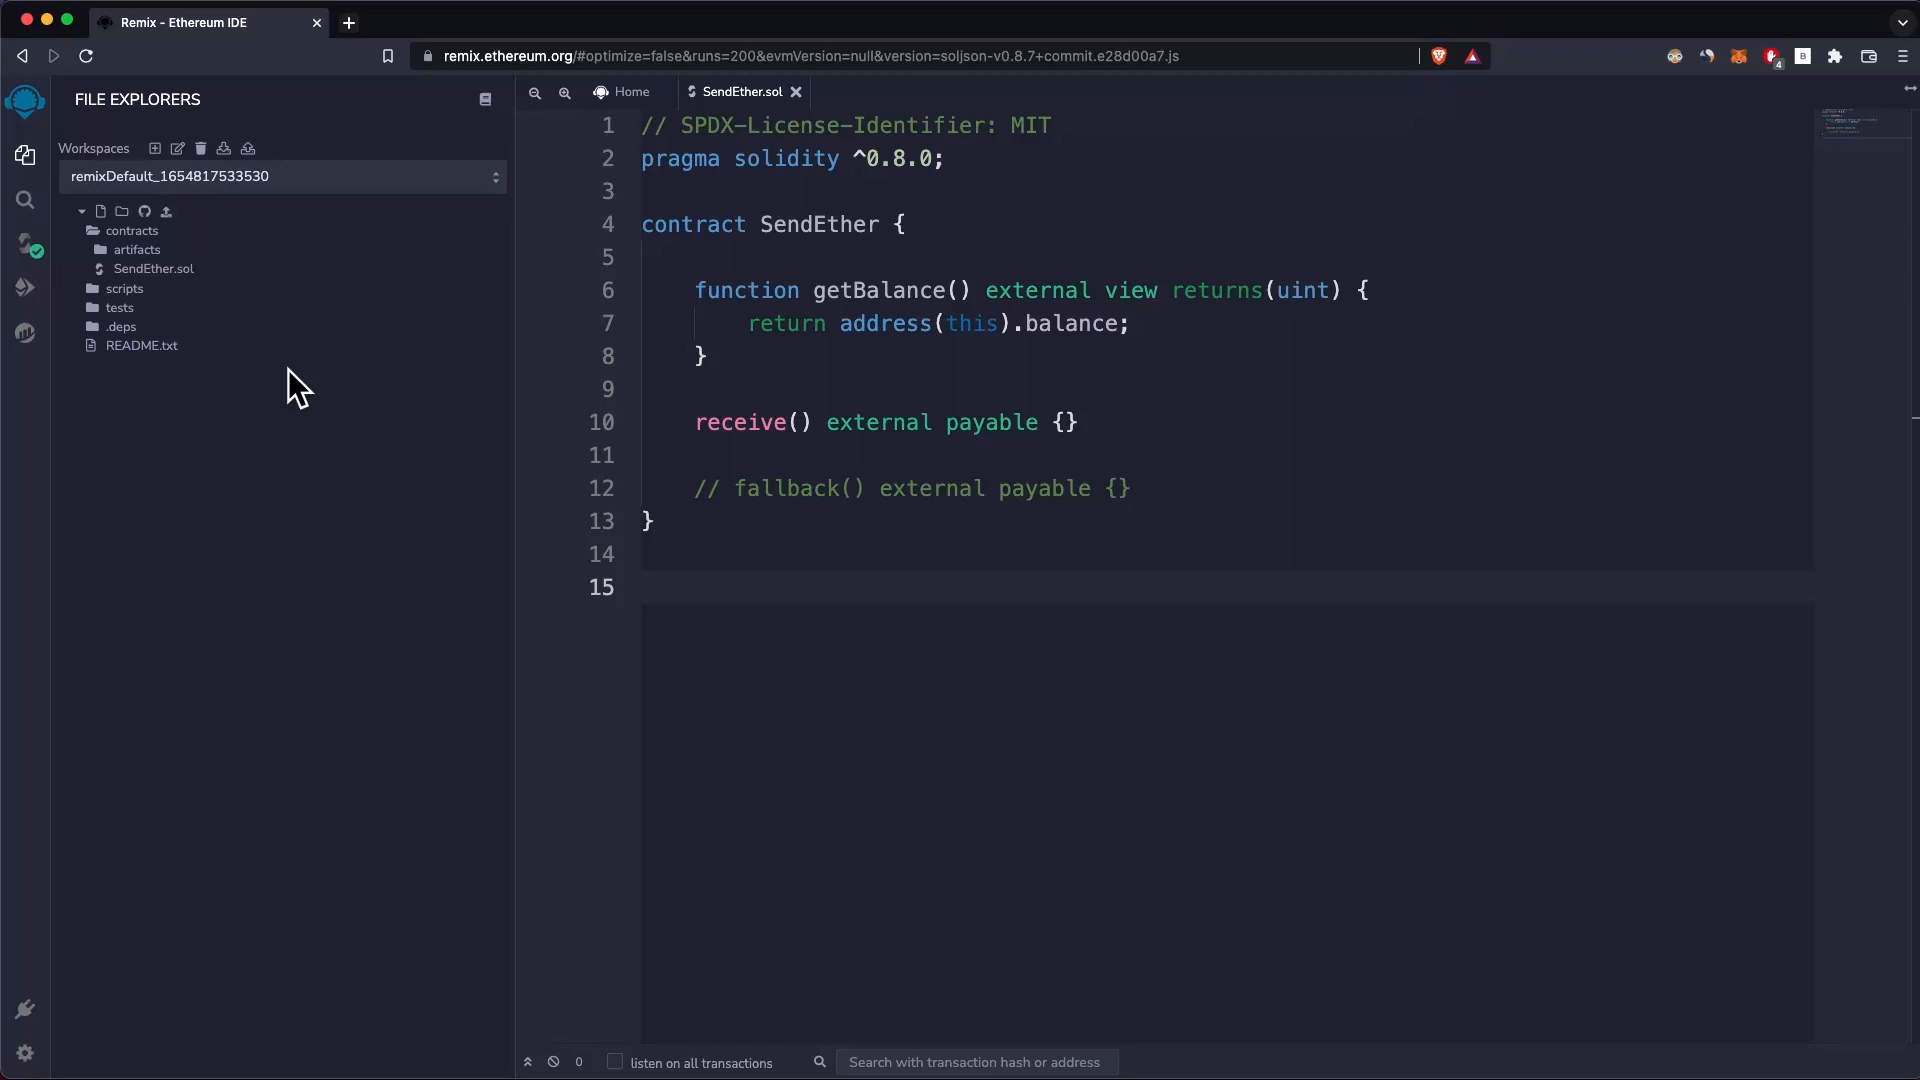 Remix - Ethereum IDE
remix.ethereum.org/#optimize=false&runs=200&evmVersion=null&version=soljson-v0.8.7+commit.e28d00a7.js
4
B
FILE EXPLORERS
Workspaces
remixDefault_1654817533530
contracts
artifacts
SendEther.sol
scripts
tests
.deps
README.txt
Home
SendEther.sol
1 // SPDX-License-Identifier: MIT
2 pragma solidity ^0.8.0;
3
4 contract SendEther {
5
6 function getBalance() external view returns(uint) {
7 return address(this).balance;
8 }
9
10 receive() external payable {}
11
12 // fallback() external payable {}
13 }
14
15
0 listen on all transactions Search with transaction hash or address